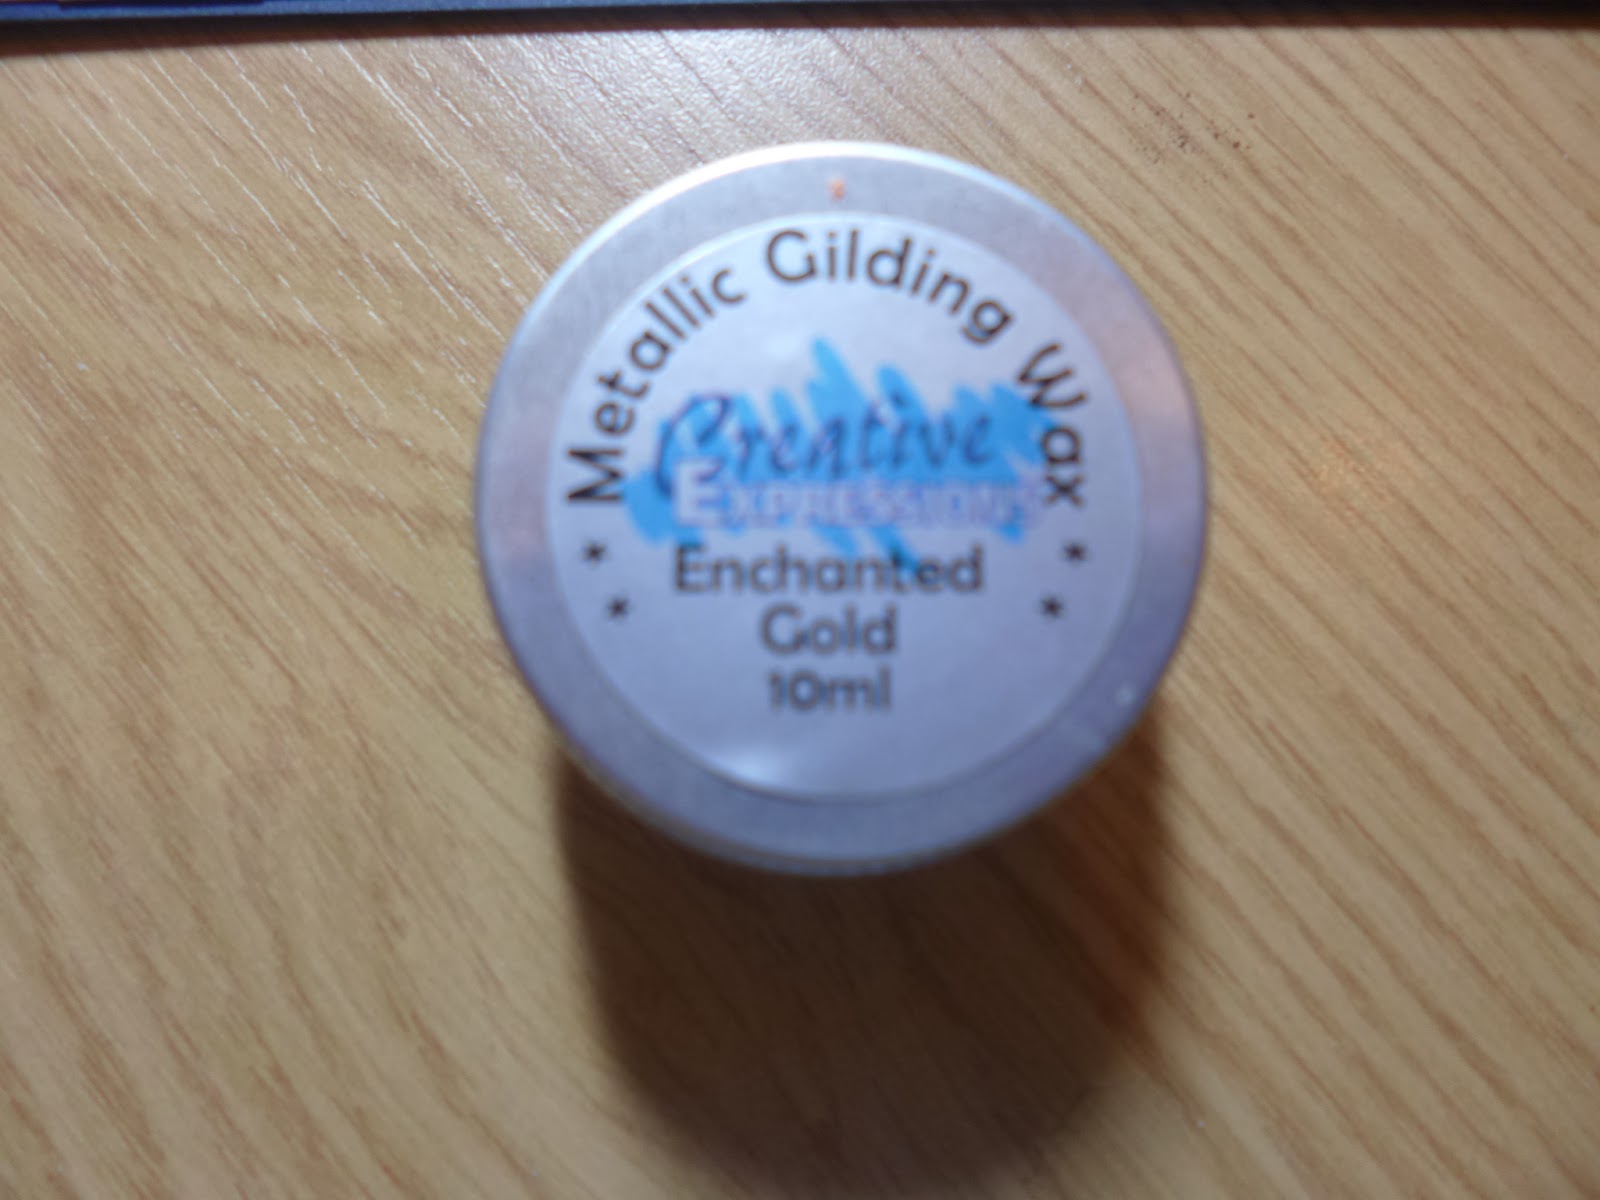 Metallic Gilding Wax
Creative
Expressions
Enchanted
Gold
10ml